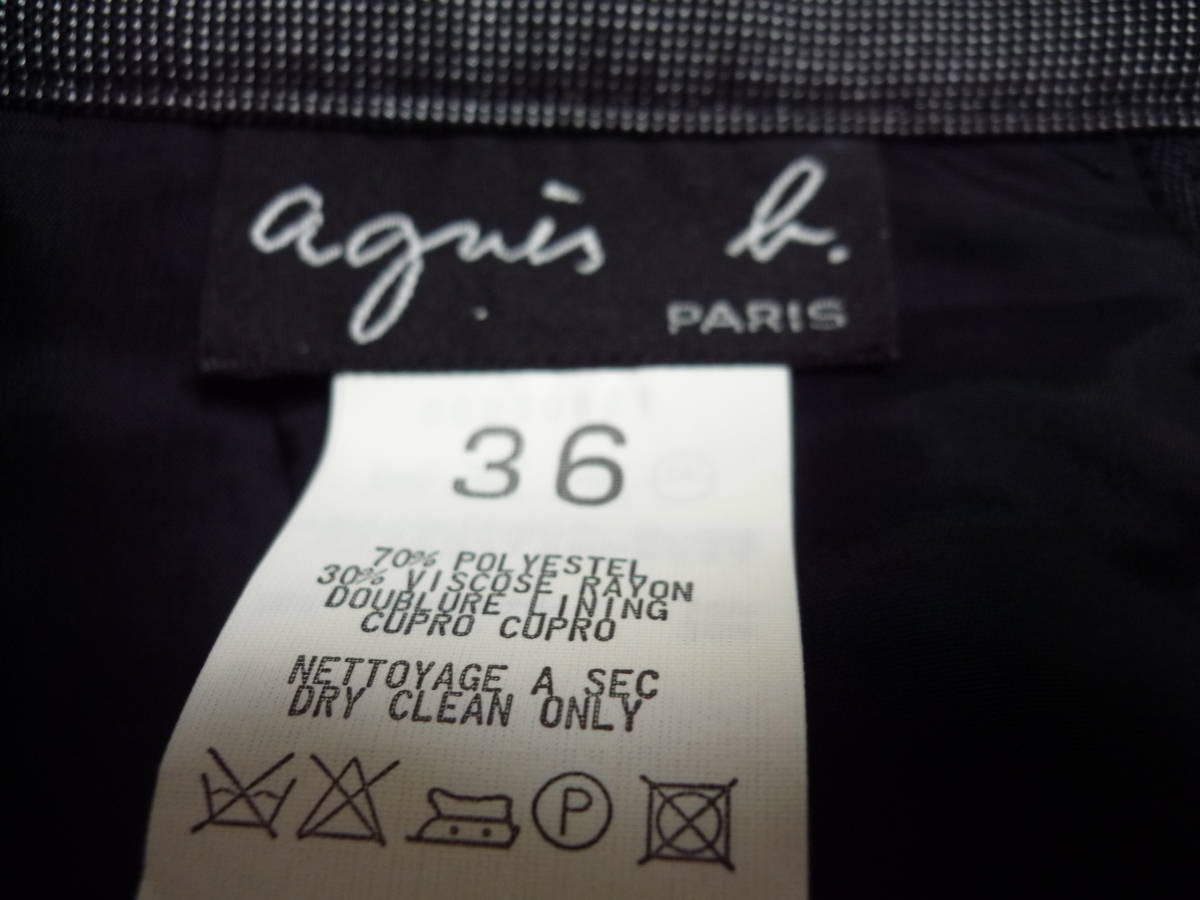 agnès b.
PARIS
36
70% POLYESTEL
30% VISCOSE RAYON
DOUBLURE LINING
CUPRO CUPRO
NETTOYAGE A SEC
DRY CLEAN ONLY
P